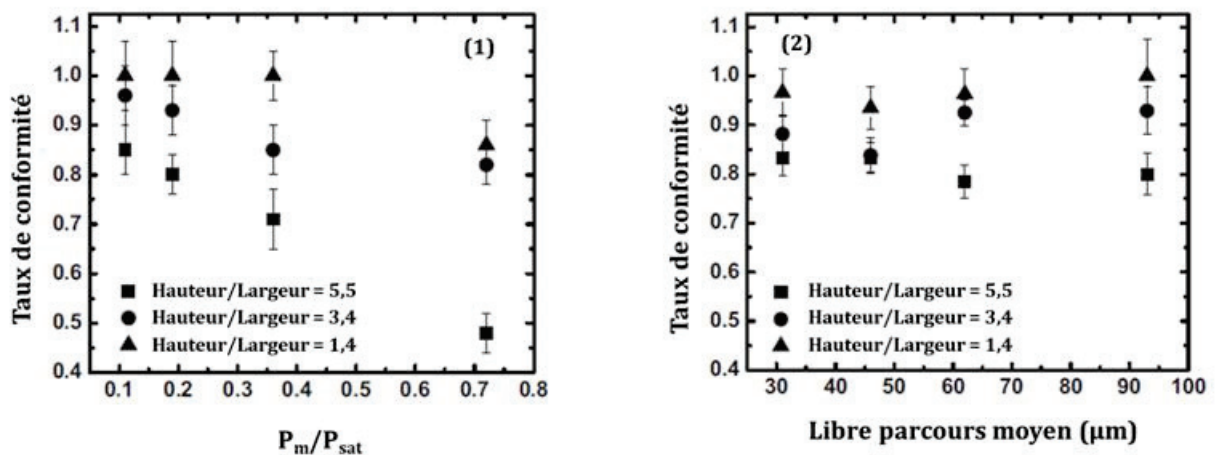 Taux de conformité
1.1
1.0
0.9
0.8
0.7
0.6
0.5
0.4
(1)
Hauteur/Largeur = 5,5
Hauteur/Largeur = 3,4
Hauteur/Largeur = 1,4
0.1 0.2 0.3 0.4 0.5 0.6 0.7 0.8
Pm/Psat
Taux de conformité
1.1
1.0
0.9
0.8
0.7
0.6
0.5
0.4
(2)
Hauteur/Largeur = 5,5
Hauteur/Largeur = 3,4
Hauteur/Largeur = 1,4
30 40 50 60 70 80 90 100
Libre parcours moyen (μm)